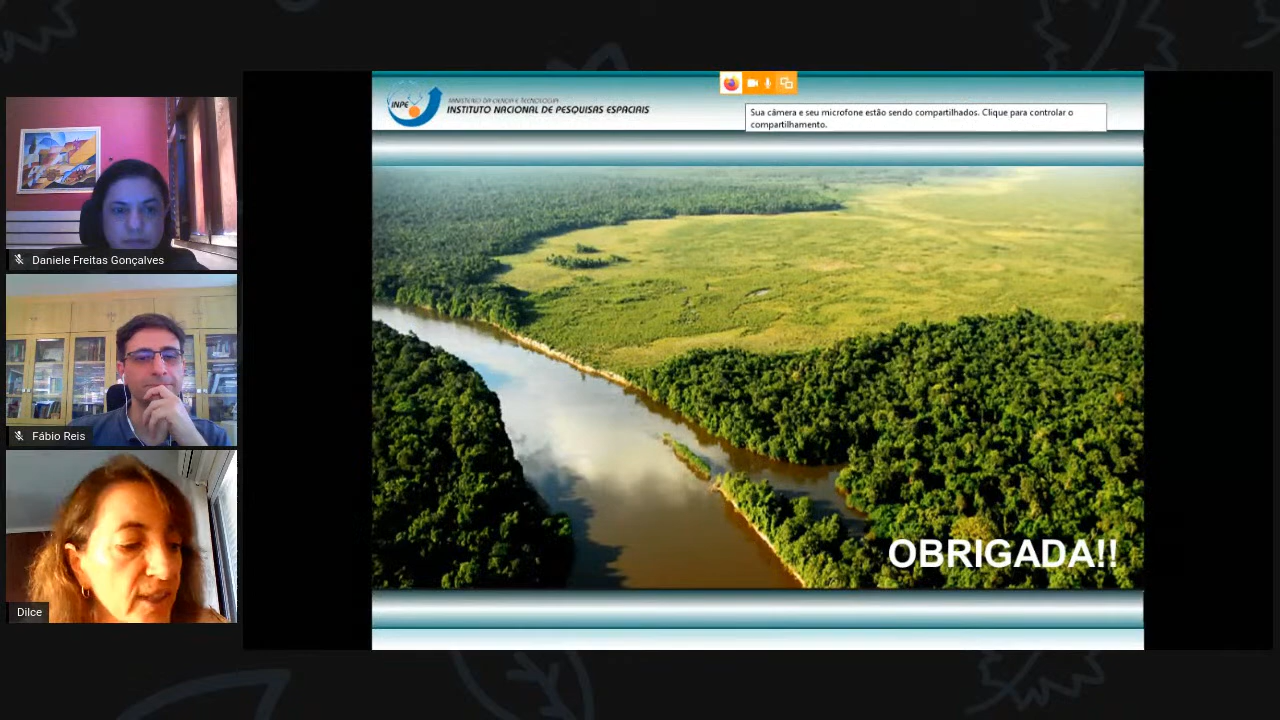 Daniele Freitas Gonçalves
Fábio Reis
Dilce
INPE
MINISTÉRIO DA CIÊNCIA E TECNOLOGIA
INSTITUTO NACIONAL DE PESQUISAS ESPACIAIS
Sua câmera e seu microfone estão sendo compartilhados. Clique para controlar o
compartilhamento.
OBRIGADA!!